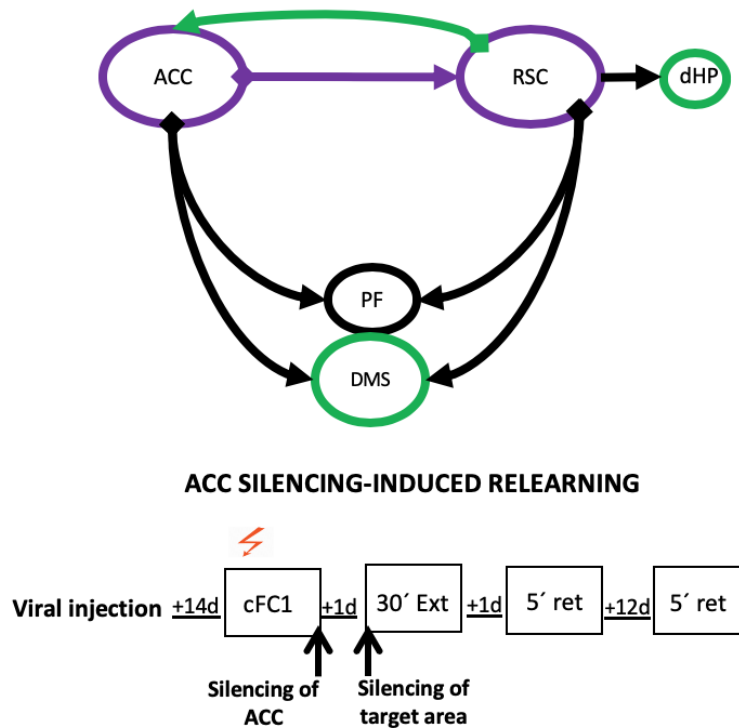 ACC
RSC
dHP
PF
DMS
ACC SILENCING-INDUCED RELEARNING
Viral injection +14d cFC1 +1d 30´ Ext +1d 5´ ret +12d 5´ ret
Silencing of ACC
Silencing of target area